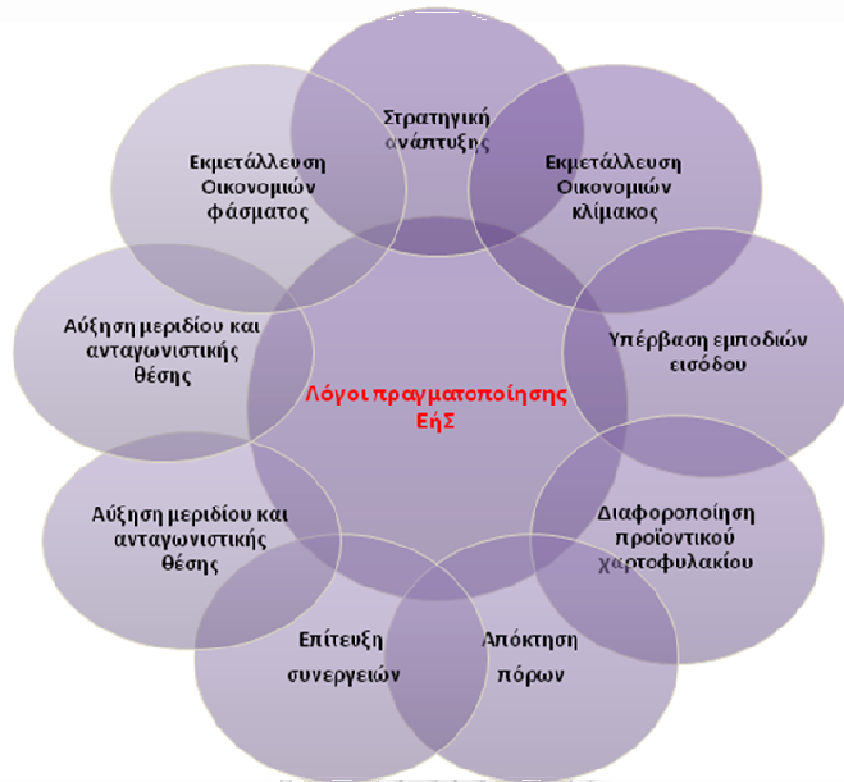 Στρατηγική
ανάπτυξης
Εκμετάλλευση
Οικονομιών
κλίμακος
Υπέρβαση εμποδιών
εισόδου
Διαφοροποίηση
προϊοντικού
χαρτοφυλακίου
Απόκτηση
πόρων
Επίτευξη
συνεργειών
Αύξηση μεριδίου και
ανταγωνιστικής
θέσης
Αύξηση μεριδίου και
ανταγωνιστικής
θέσης
Εκμετάλλευση
Οικονομιών
φάσματος
Λόγοι πραγματοποίησης
ΕήΣ